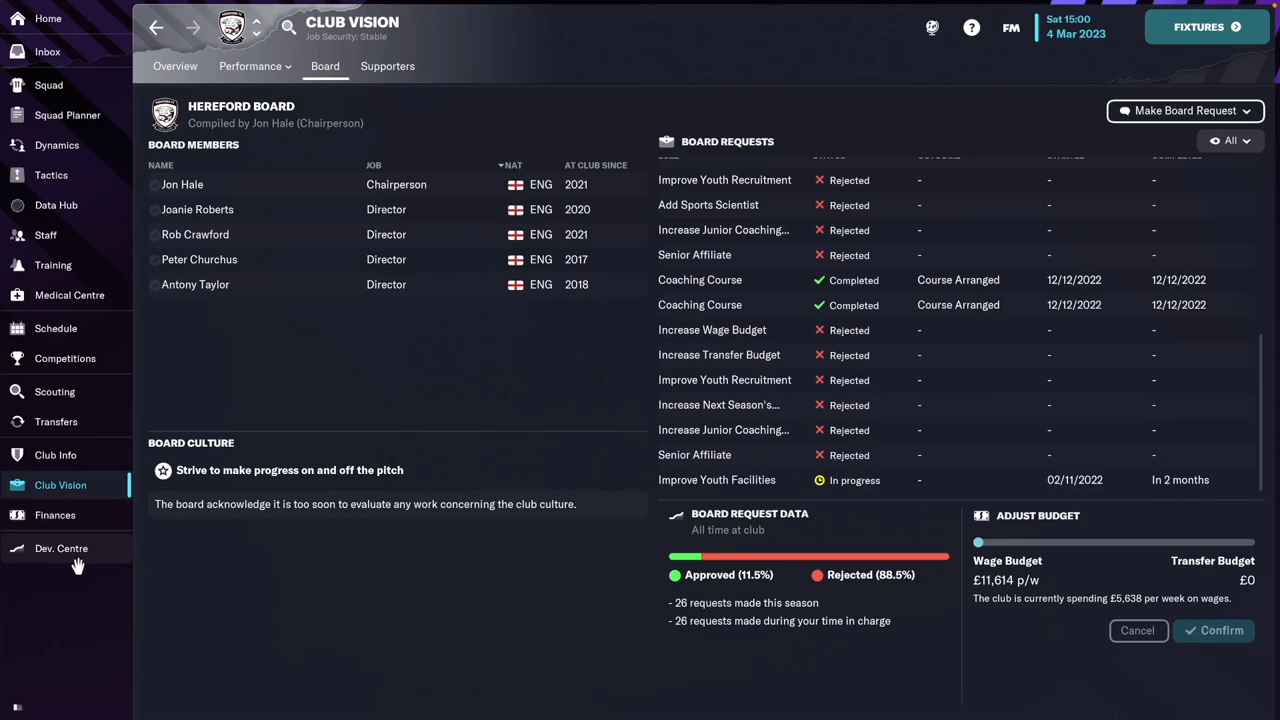 Home
Inbox
Squad
Squad Planner
Dynamics
Tactics
Data Hub
Staff
Training
Medical Centre
Schedule
Competitions
Scouting
Transfers
Club Info
Club Vision
Finances
Dev. Centre
CLUB VISION
Job Security: Stable
? FM Sat 15:00
4 Mar 2023
FIXTURES
Overview Performance Board Supporters
HEREFORD BOARD
Compiled by Jon Hale (Chairperson)
Make Board Request
BOARD MEMBERS
NAME JOB NAT AT CLUB SINCE
Jon Hale Chairperson ENG 2021
Joanie Roberts Director ENG 2020
Rob Crawford Director ENG 2021
Peter Churchus Director ENG 2017
Antony Taylor Director ENG 2018
BOARD CULTURE
Strive to make progress on and off the pitch
The board acknowledge it is too soon to evaluate any work concerning the club culture.
BOARD REQUESTS
All
Improve Youth Recruitment Rejected - - -
Add Sports Scientist Rejected - - -
Increase Junior Coaching... Rejected - - -
Senior Affiliate Rejected - - -
Coaching Course Completed Course Arranged 12/12/2022 12/12/2022
Coaching Course Completed Course Arranged 12/12/2022 12/12/2022
Increase Wage Budget Rejected - - -
Increase Transfer Budget Rejected - - -
Improve Youth Recruitment Rejected - - -
Increase Next Season's... Rejected - - -
Increase Junior Coaching... Rejected - - -
Senior Affiliate Rejected - - -
Improve Youth Facilities In progress - 02/11/2022 In 2 months
BOARD REQUEST DATA
All time at club
Approved (11.5%) Rejected (88.5%)
- 26 requests made this season
- 26 requests made during your time in charge
ADJUST BUDGET
Wage Budget Transfer Budget
£11,614 p/w £0
The club is currently spending £5,638 per week on wages.
Cancel Confirm